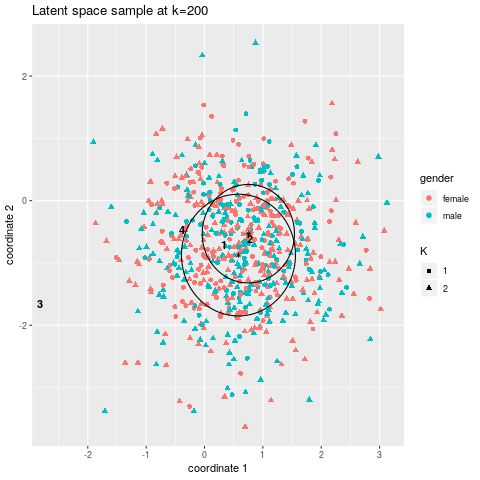 Latent space sample at k=200
coordinate 2
2
0
-2
4
1
2
3
-2
-1
0
1
2
3
coordinate 1
gender
female
male
K
1
2